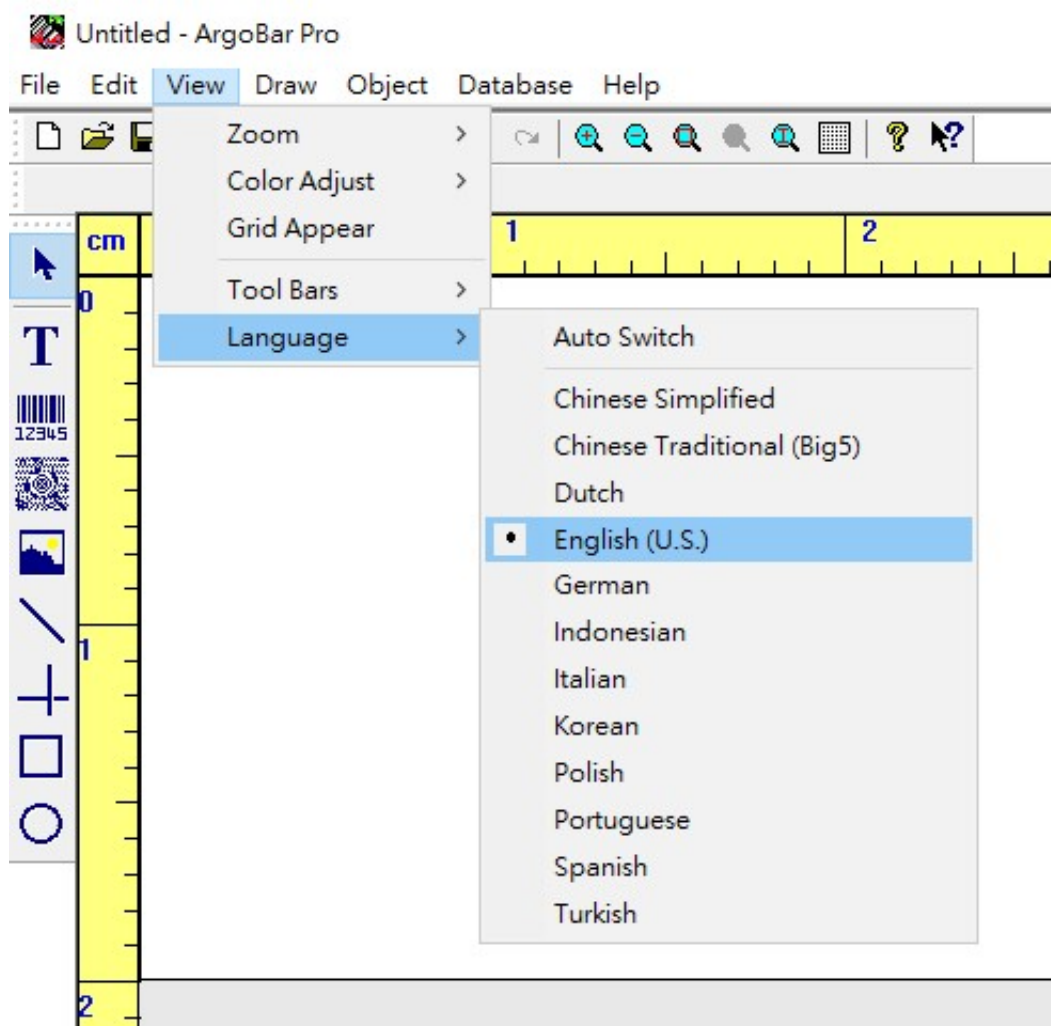 Untitled - ArgoBar Pro
File Edit View Draw Object Database Help
Zoom
Color Adjust
Grid Appear
Tool Bars
Language
cm
1
2
0
T
12345
1
2
Auto Switch
Chinese Simplified
Chinese Traditional (Big5)
Dutch
English (U.S.)
German
Indonesian
Italian
Korean
Polish
Portuguese
Spanish
Turkish